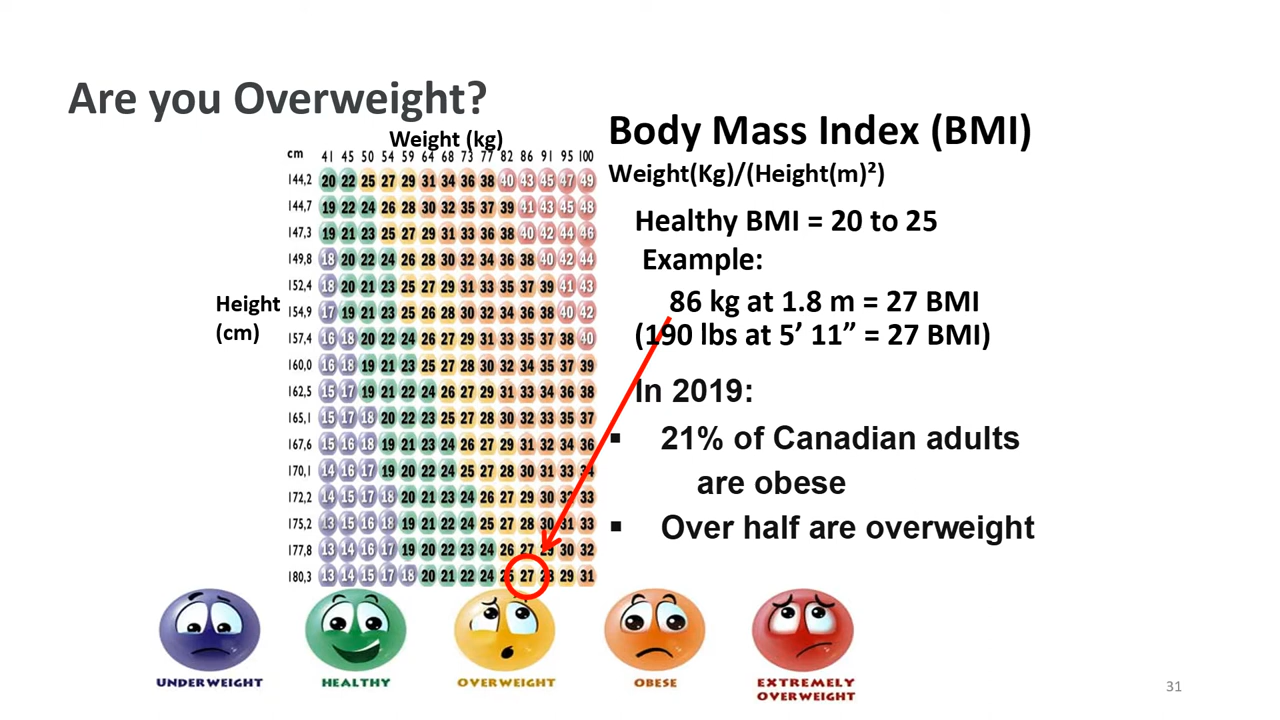 Are you Overweight?
Weight (kg)
cm 41 45 50 54 59 64 68 73 77 82 86 91 95 100
144,2 20 22 25 27 29 31 34 36 38 40 43 45 47 49
144,7 19 22 24 26 28 30 32 35 37 39 41 43 45 48
147,3 19 21 23 25 27 29 31 33 36 38 40 42 44 46
149,8 18 20 22 24 26 28 30 32 34 36 38 40 42 44
152,4 18 20 21 23 25 27 29 31 33 35 37 39 41 43
154,9 17 19 21 23 25 26 28 30 32 34 36 38 40 42
157,4 16 18 20 22 24 26 27 29 31 33 35 37 38 40
160,0 16 18 19 21 23 25 27 28 30 32 34 35 37 39
162,5 15 17 19 21 22 24 26 27 29 31 33 34 36 38
165,1 15 17 18 20 22 23 25 27 28 30 32 33 35 37
167,6 15 16 18 19 21 23 24 26 27 29 31 32 34 36
170,1 14 16 17 19 20 22 24 25 27 28 30 31 33 34
172,2 14 15 17 18 20 21 23 24 26 27 29 30 32 33
175,2 13 15 16 18 19 21 22 24 25 27 28 30 31 33
177,8 13 14 16 17 19 20 22 23 24 26 27 29 30 32
180,3 13 14 15 17 18 20 21 22 24 25 27 28 29 31
Height
(cm)
UNDERWEIGHT
HEALTHY
OVERWEIGHT
OBESE
EXTREMELY
OVERWEIGHT
Body Mass Index (BMI)
Weight(Kg)/(Height(m)²)
Healthy BMI = 20 to 25
Example:
86 kg at 1.8 m = 27 BMI
(190 lbs at 5’ 11” = 27 BMI)
In 2019:
▪ 21% of Canadian adults
are obese
▪ Over half are overweight
31